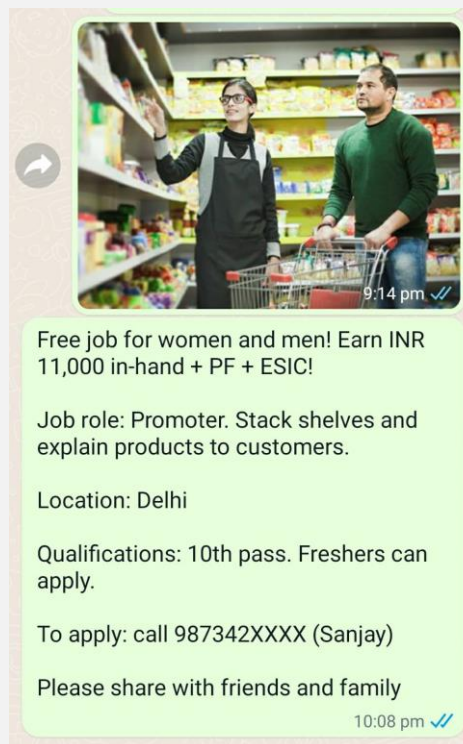 9:14 pm
Free job for women and men! Earn INR
11,000 in-hand + PF + ESIC!
Job role: Promoter. Stack shelves and
explain products to customers.
Location: Delhi
Qualifications: 10th pass. Freshers can
apply.
To apply: call 987342XXXX (Sanjay)
Please share with friends and family
10:08 pm